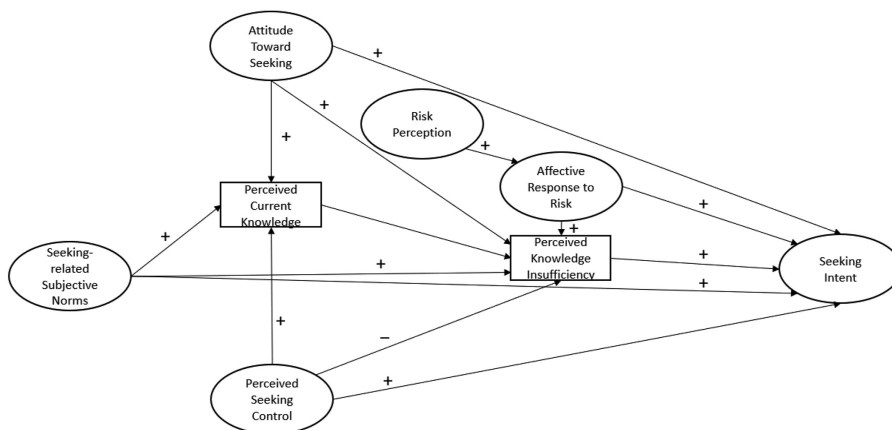 Attitude
Toward
Seeking
+
+
Risk
Perception
+
+
Affective
Response to
Risk
Perceived
Current
Knowledge
+
+
+
Perceived
Knowledge
Insufficiency
Seeking-
related
Subjective
Norms
+
+
+
Seeking
Intent
+
–
+
Perceived
Seeking
Control